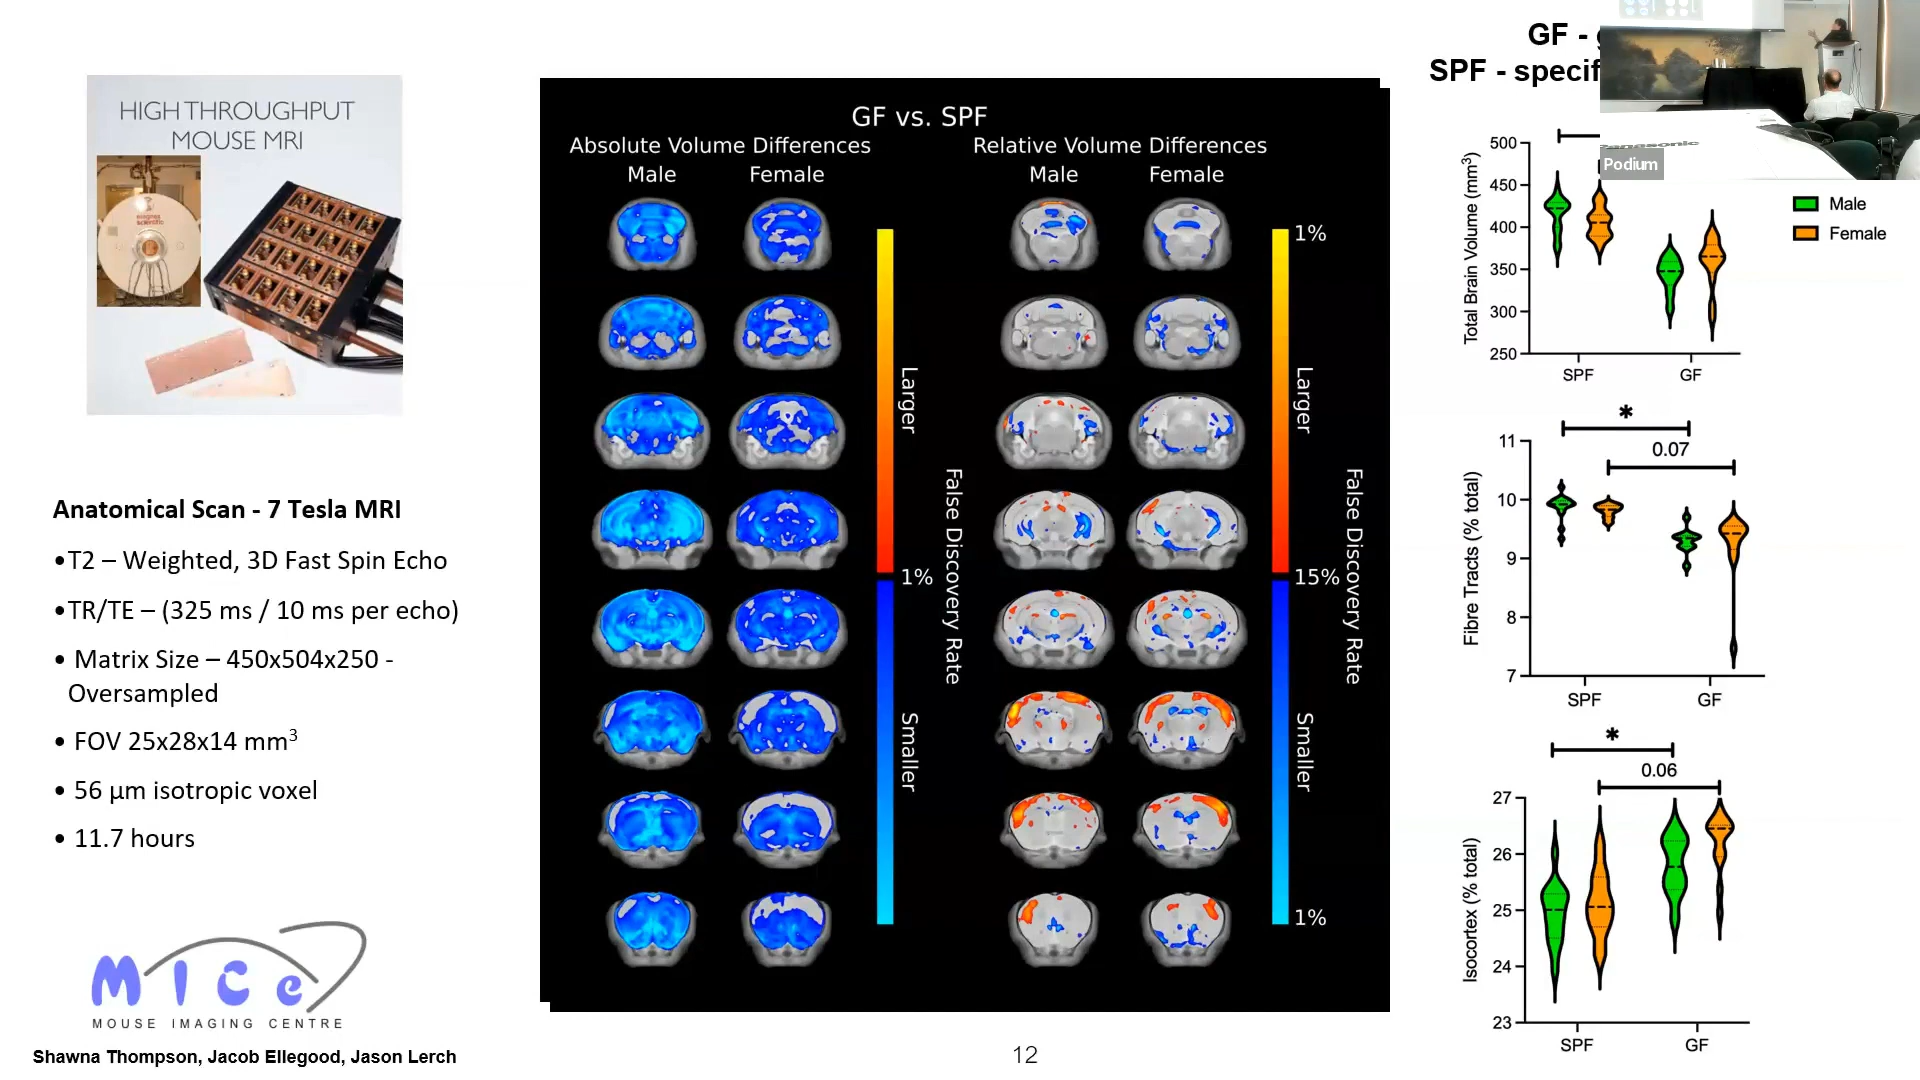 HIGH THROUGHPUT
MOUSE MRI
Anatomical Scan - 7 Tesla MRI
•T2 – Weighted, 3D Fast Spin Echo
•TR/TE – (325 ms / 10 ms per echo)
• Matrix Size – 450x504x250 -
Oversampled
• FOV 25x28x14 mm³
• 56 µm isotropic voxel
• 11.7 hours
MICe
MOUSE IMAGING CENTRE
Shawna Thompson, Jacob Ellegood, Jason Lerch
GF vs. SPF
Absolute Volume Differences
Male Female
Relative Volume Differences
Male Female
Larger
1%
Smaller
False Discovery Rate
1%
Larger
15%
Smaller
1%
False Discovery Rate
12
GF -
SPF - specif
Panasonic
Podium
Male
Female
Total Brain Volume (mm³)
500
450
400
350
300
250
SPF GF
*
0.07
Fibre Tracts (% total)
11
10
9
8
7
SPF GF
*
0.06
Isocortex (% total)
27
26
25
24
23
SPF GF